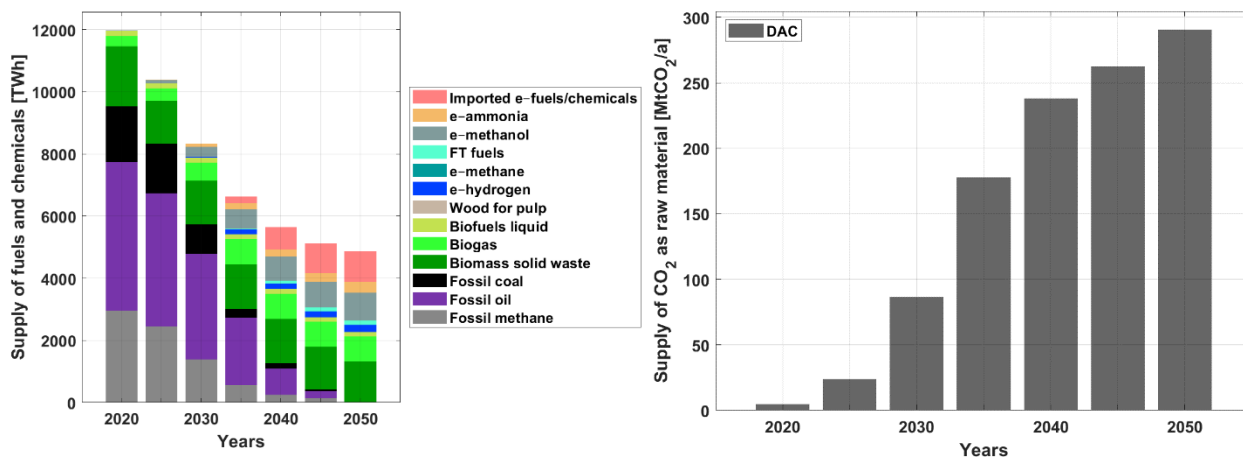 Supply of fuels and chemicals [TWh]
12000
10000
8000
6000
4000
2000
0
2020
2030
2040
2050
Years
Imported e−fuels/chemicals
e−ammonia
e−methanol
FT fuels
e−methane
e−hydrogen
Wood for pulp
Biofuels liquid
Biogas
Biomass solid waste
Fossil coal
Fossil oil
Fossil methane
Supply of CO2 as raw material [MtCO2/a]
300
250
200
150
100
50
0
DAC
2020
2030
2040
2050
Years